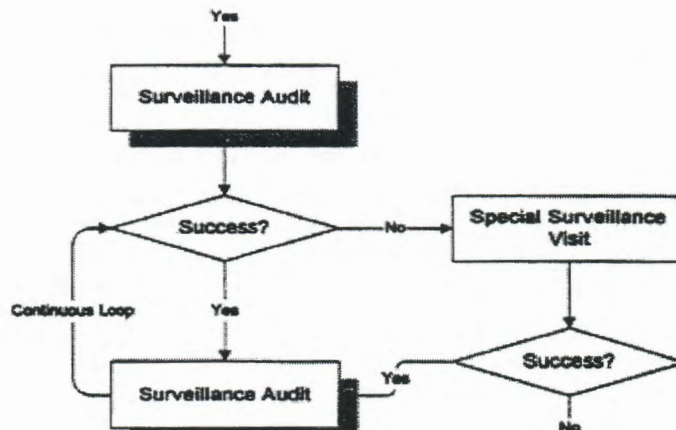 Yes
Surveillance Audit
Success?
No
Special Surveillance
Visit
Continuous Loop
Yes
Success?
Yes
Surveillance Audit
No